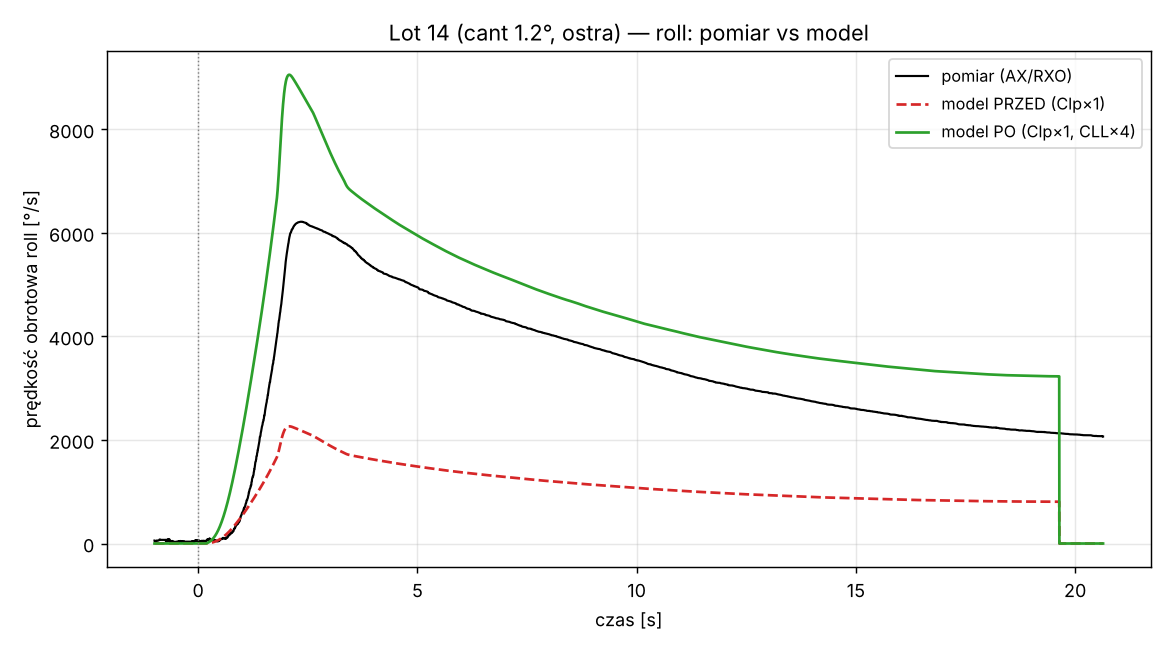 Lot 14 (cant 1.2°, ostra) — roll: pomiar vs model
pomiar (AX/RXO)
model PRZED (Clp×1)
model PO (Clp×1, CLL×4)
prędkość obrotowa roll [°/s]
8000
6000
4000
2000
0
0
5
10
15
20
czas [s]